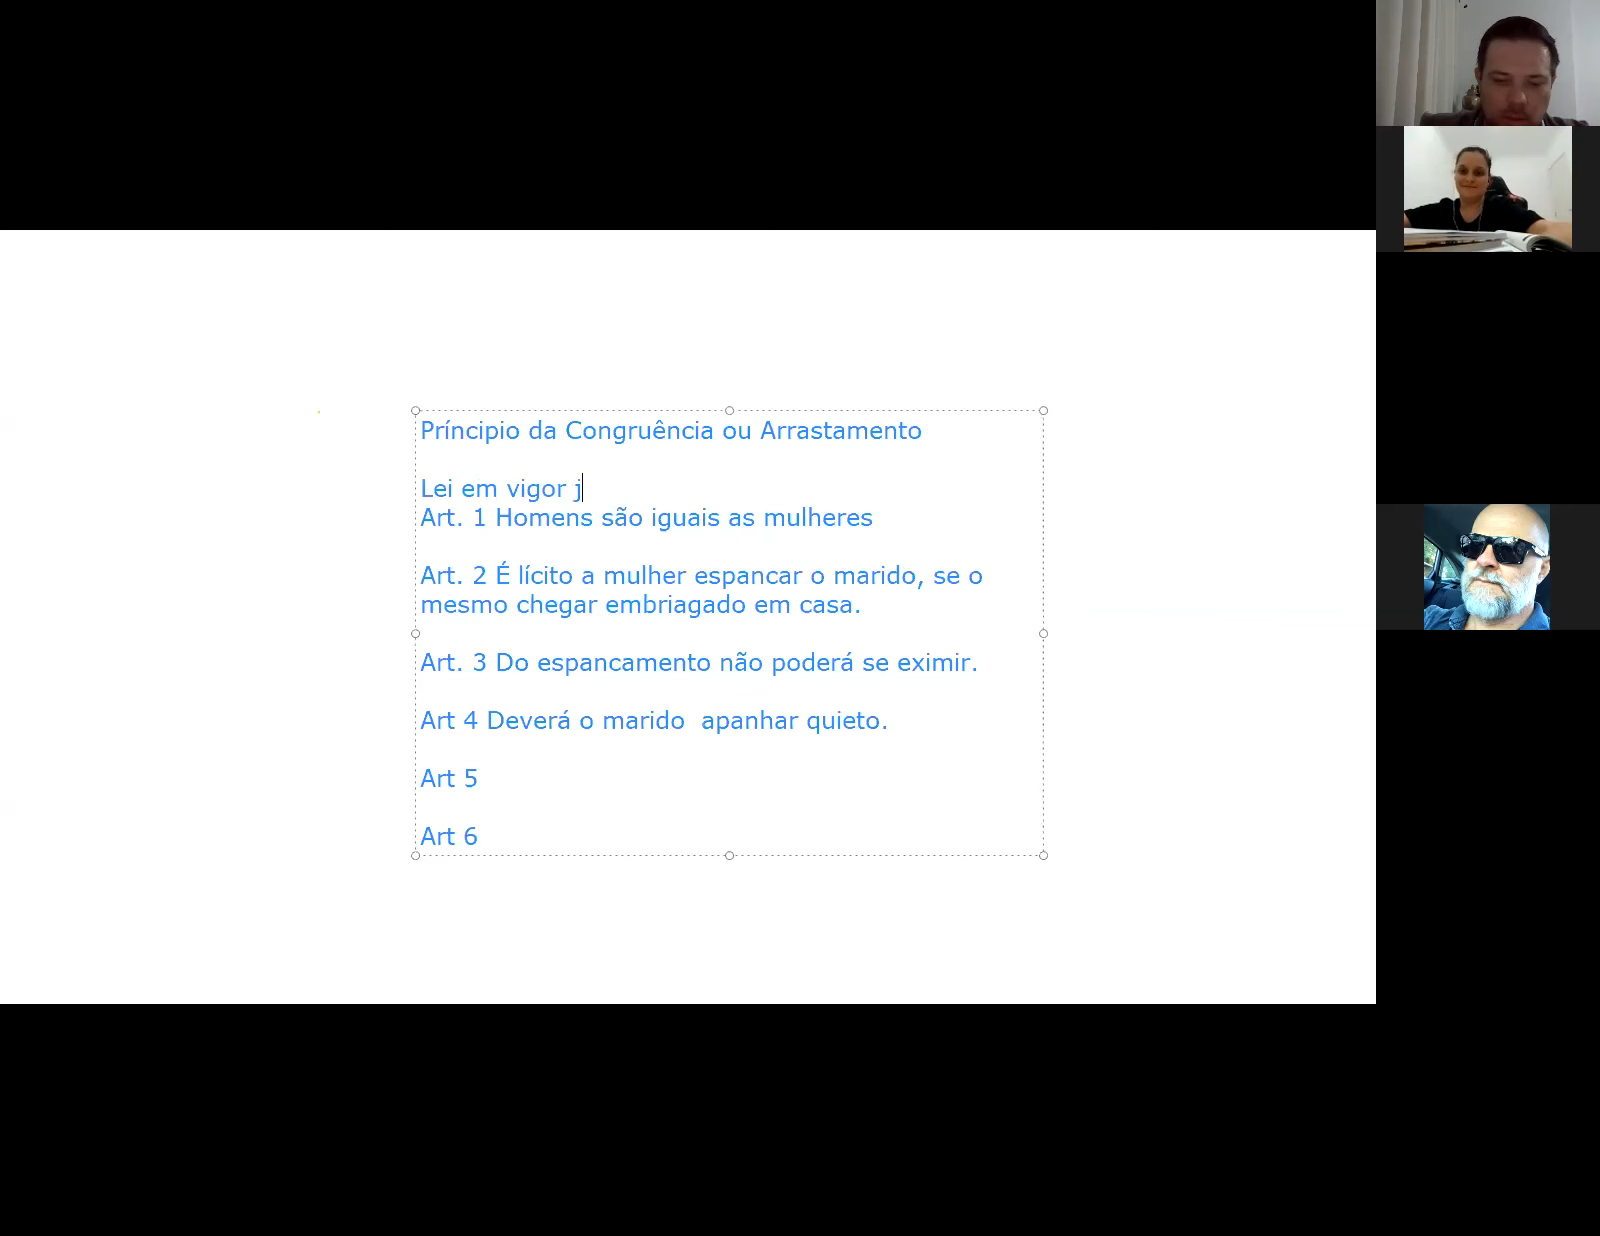 Príncipio da Congruência ou Arrastamento
Lei em vigor j
Art. 1 Homens são iguais as mulheres
Art. 2 É lícito a mulher espancar o marido, se o
mesmo chegar embriagado em casa.
Art. 3 Do espancamento não poderá se eximir.
Art 4 Deverá o marido  apanhar quieto.
Art 5
Art 6